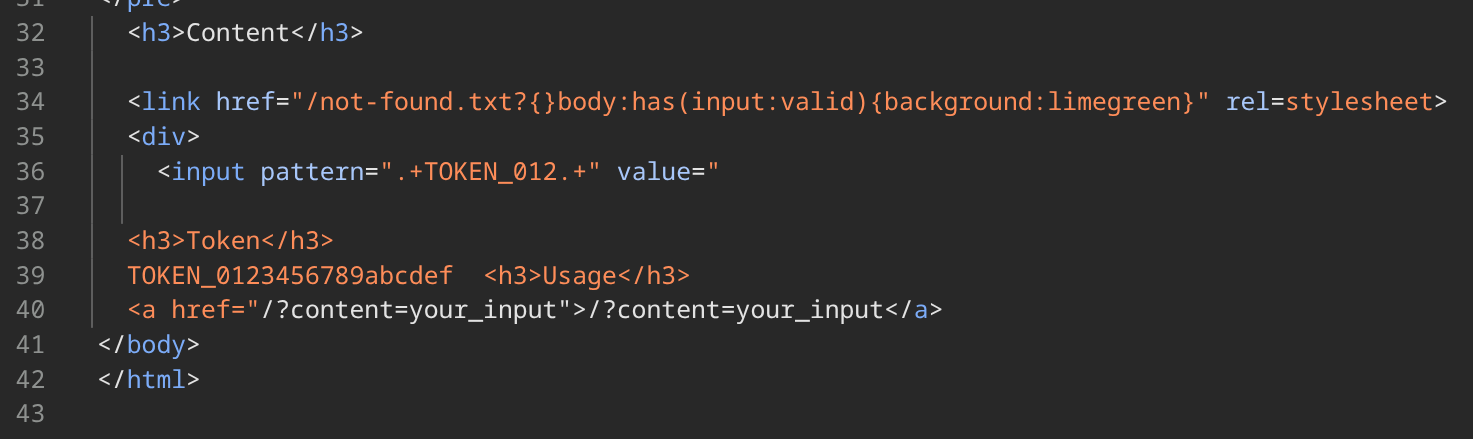 31 </pre>
32 <h3>Content</h3>
33
34 <link href="/not-found.txt?{}body:has(input:valid){background:limegreen}" rel=stylesheet>
35 <div>
36 <input pattern=".+TOKEN_012.+" value="
37
38 <h3>Token</h3>
39 TOKEN_0123456789abcdef <h3>Usage</h3>
40 <a href="/?content=your_input">/?content=your_input</a>
41 </body>
42 </html>
43